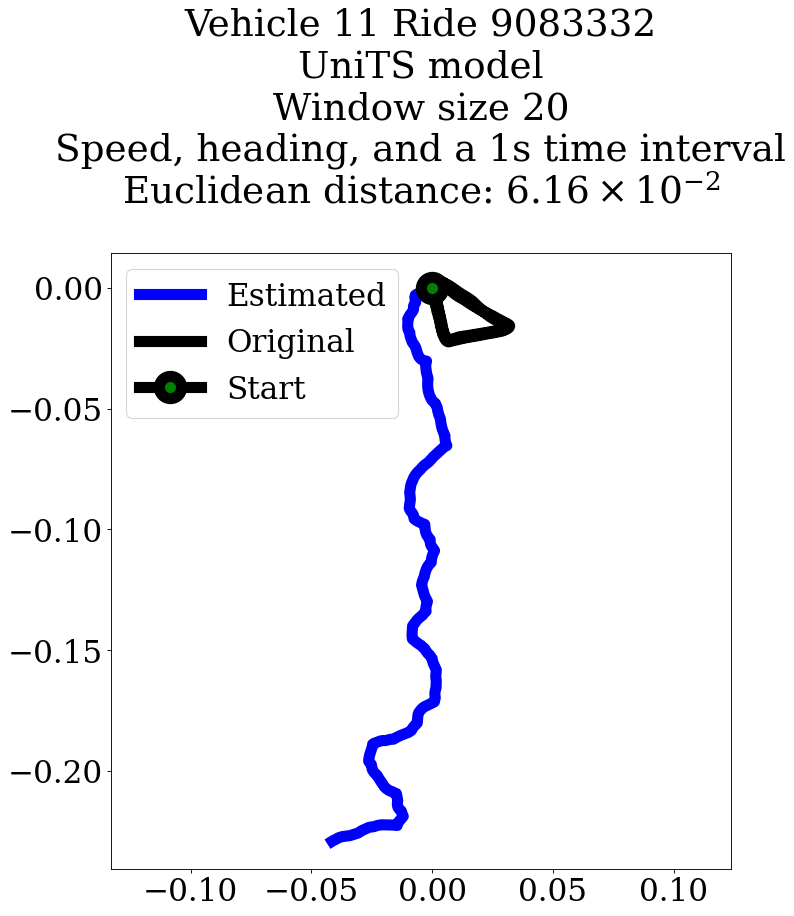 Vehicle 11 Ride 9083332
UniTS model
Window size 20
Speed, heading, and a 1s time interval
Euclidean distance: 6.16 × 10⁻²
Estimated
Original
Start
0.00
−0.05
−0.10
−0.15
−0.20
−0.10 −0.05 0.00 0.05 0.10